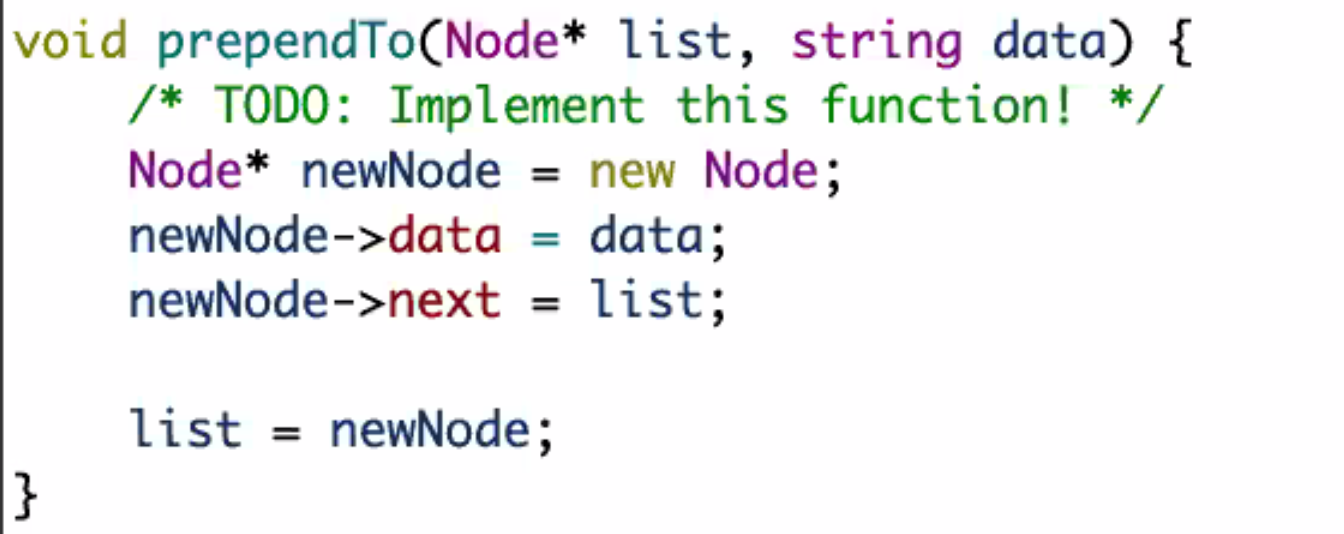 void prependTo(Node* list, string data) {
    /* TODO: Implement this function! */
    Node* newNode = new Node;
    newNode->data = data;
    newNode->next = list;

    list = newNode;
}